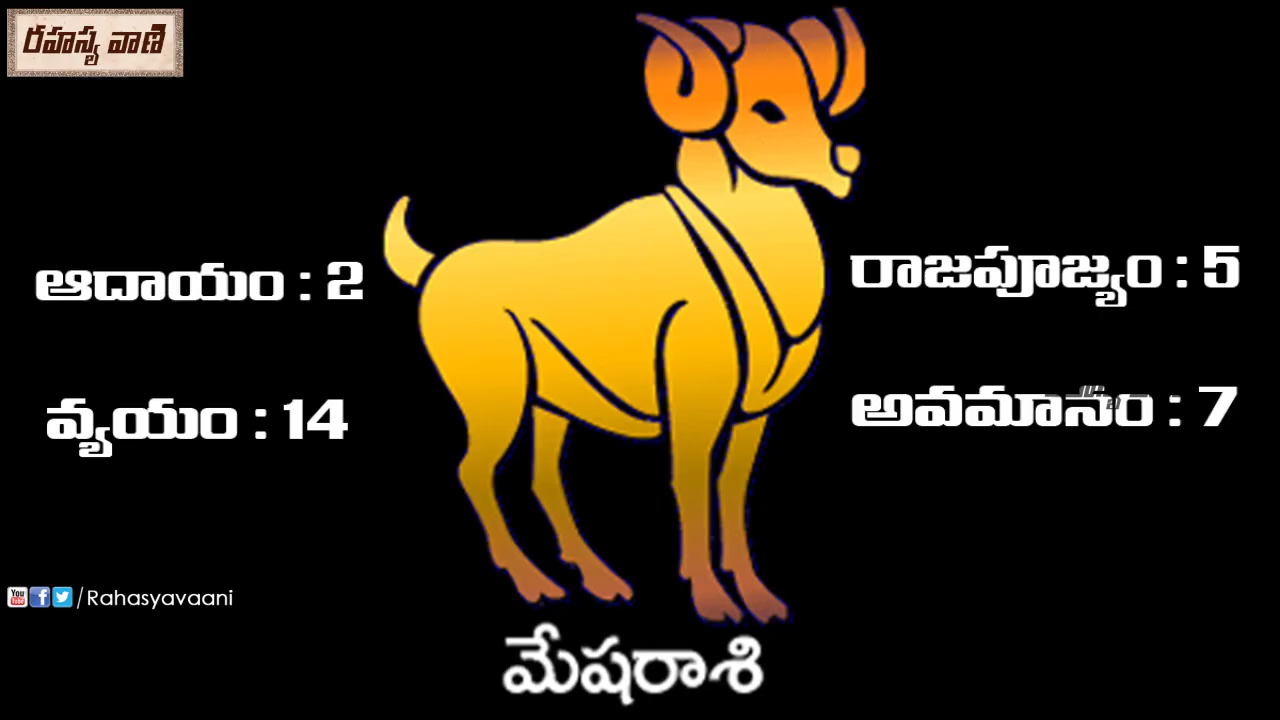 రహస్య వాణి
ఆదాయం : 2
రాజపూజ్యం : 5
వ్యయం : 14
అవమానం : 7
/Rahasyavaani
మేషరాశి